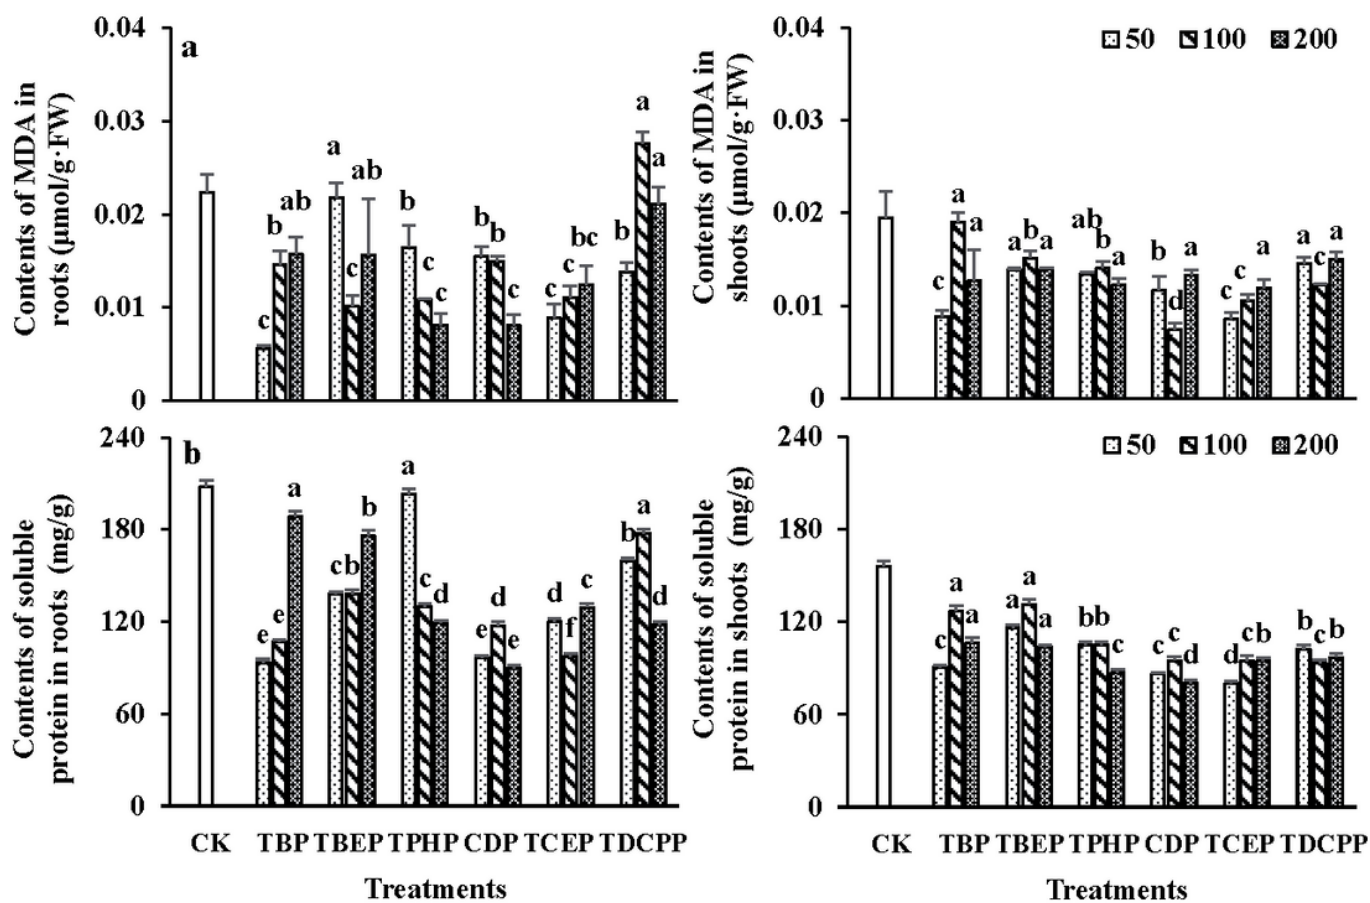 a
Contents of MDA in
roots (μmol/g·FW)
0.04
0.03
0.02
0.01
0
c b ab
a c ab
b c c
b b c
c c bc
b a a
Contents of MDA in
shoots (μmol/g·FW)
0.04
0.03
0.02
0.01
0
50 100 200
c a a
a b a
ab b a
b d a
c c a
a c a
b
Contents of soluble
protein in roots (mg/g)
240
180
120
60
0
e e a
c b b
a c d
e d e
d f c
b a d
CK TBP TBEP TPHP CDP TCEP TDCPP
Treatments
Contents of soluble
protein in shoots (mg/g)
240
180
120
60
0
50 100 200
c a a
a a a
b b c
c c d
d c b
b c b
CK TBP TBEP TPHP CDP TCEP TDCPP
Treatments